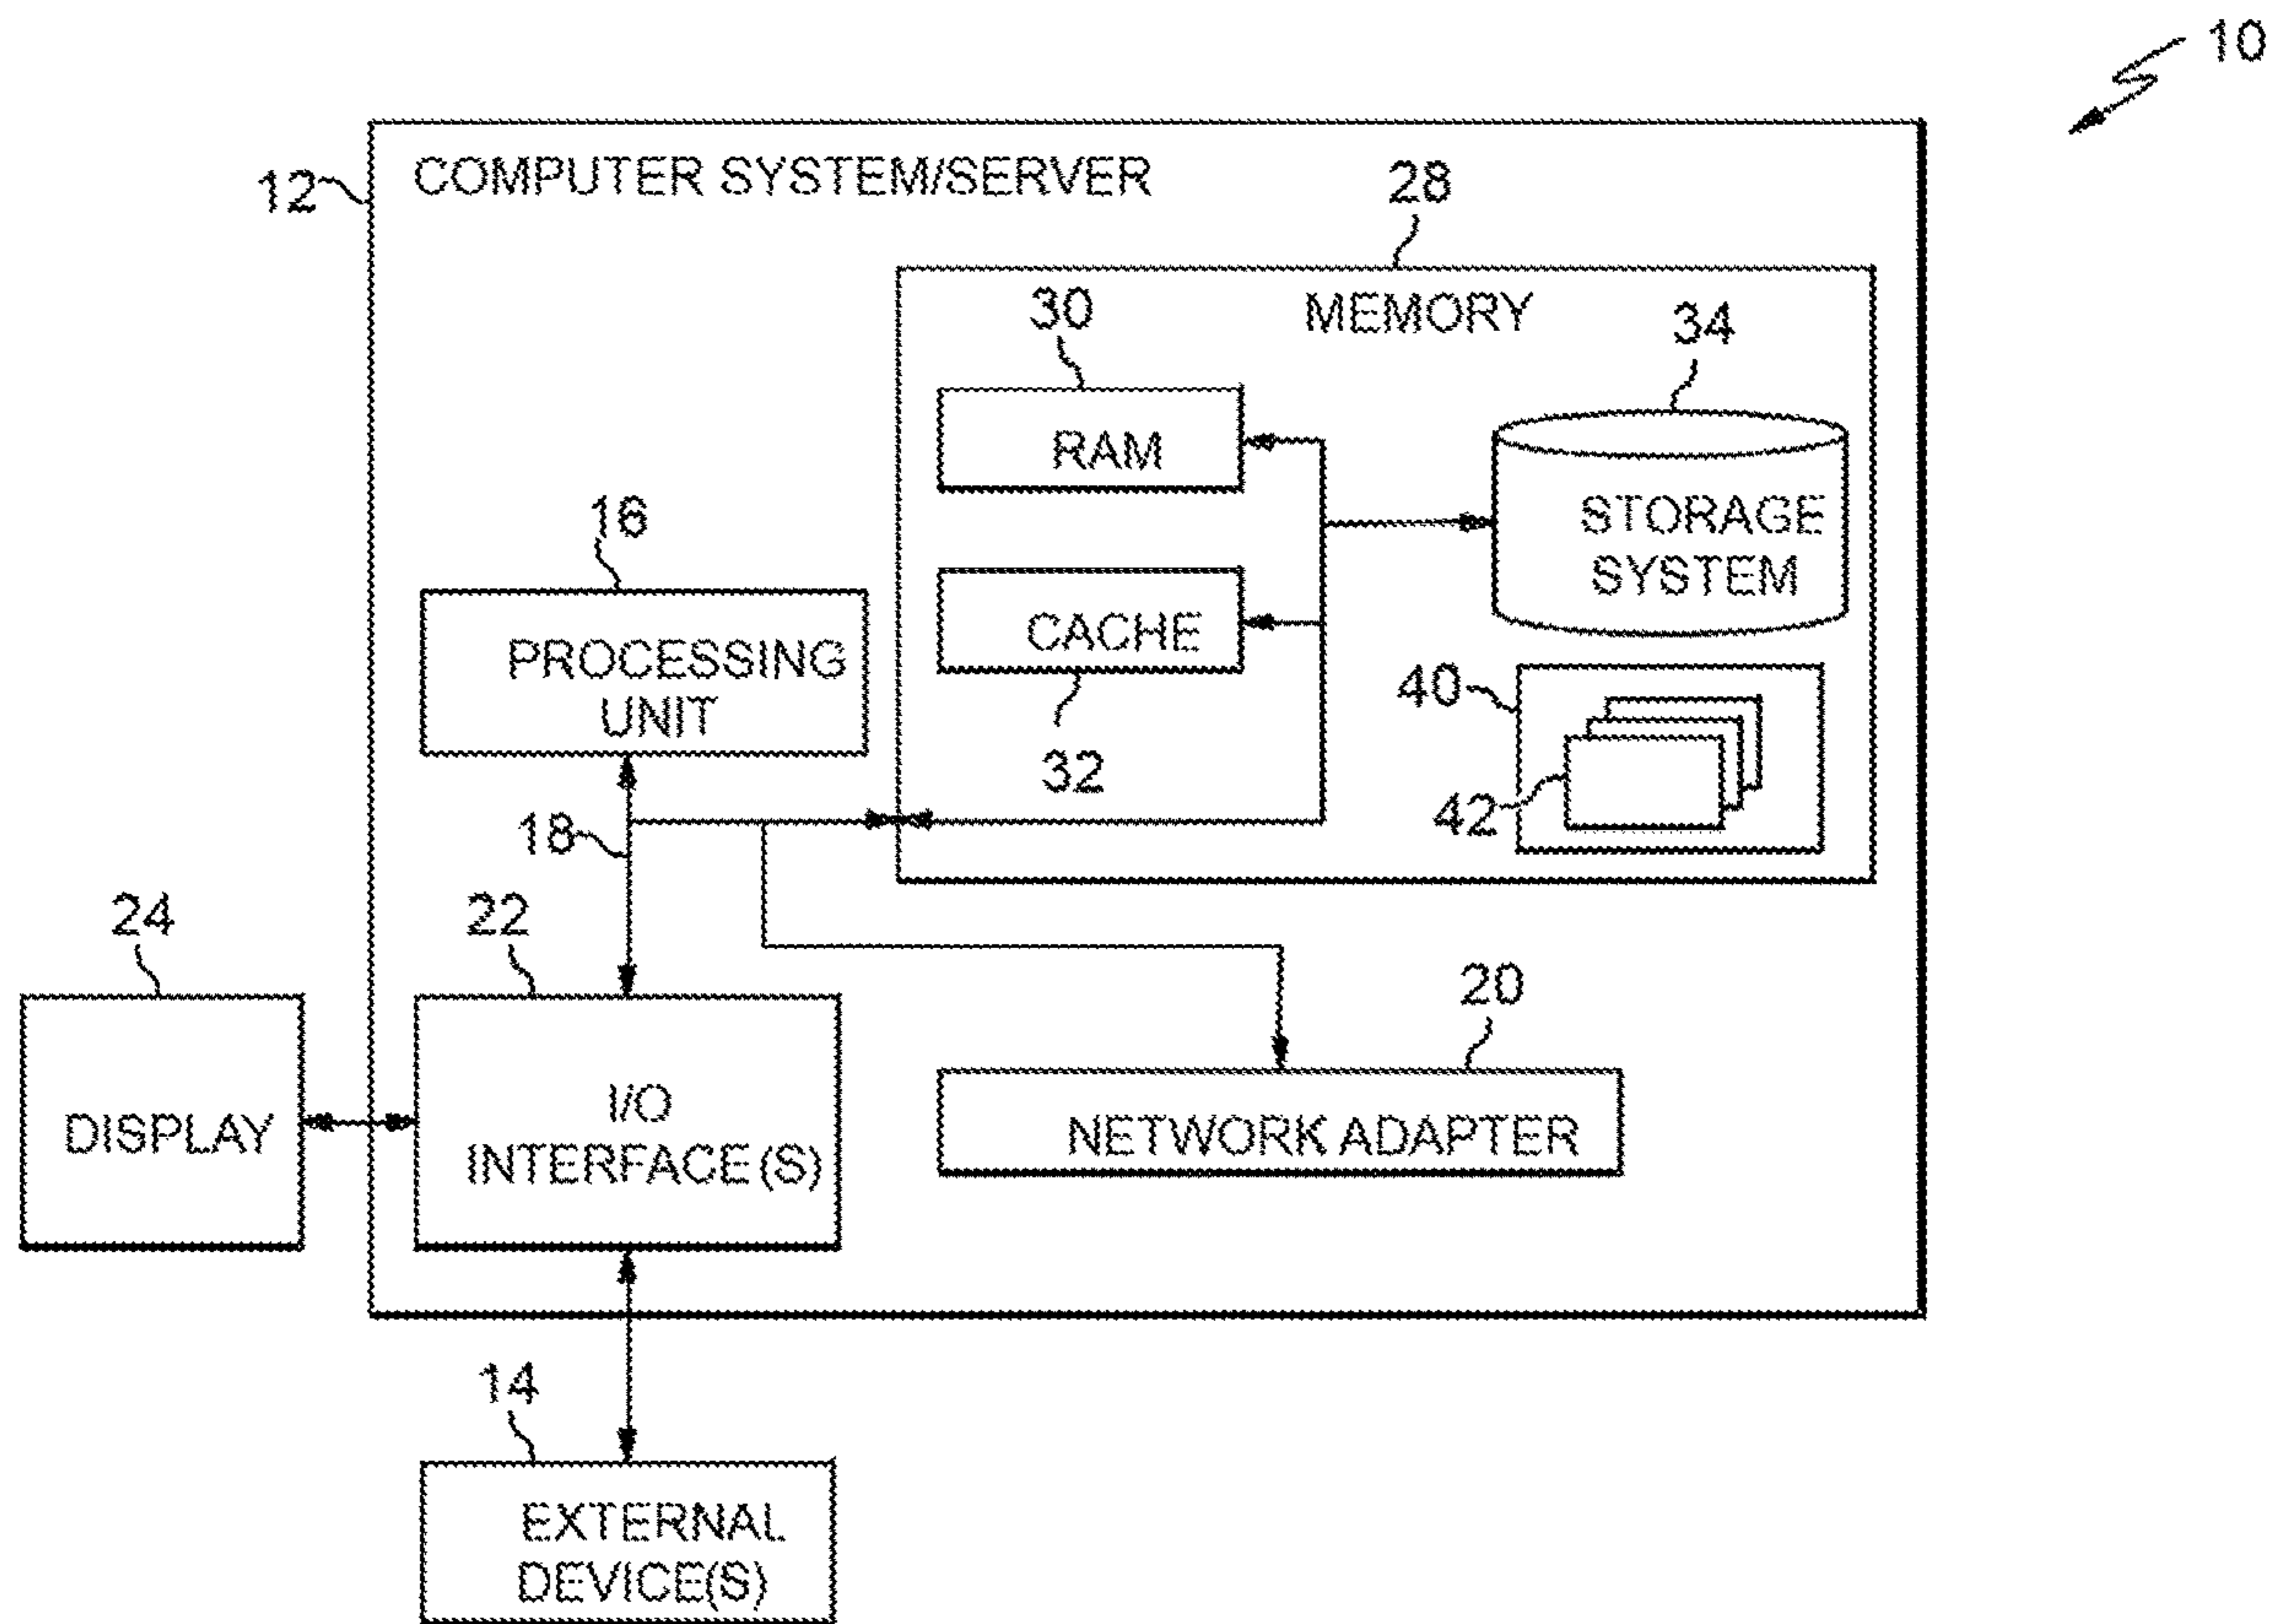 10
12
COMPUTER SYSTEM/SERVER
28
MEMORY
30
34
RAM
STORAGE
SYSTEM
16
PROCESSING
UNIT
CACHE
32
40
42
18
24
22
20
DISPLAY
I/O
INTERFACE(S)
NETWORK ADAPTER
14
EXTERNAL
DEVICE(S)